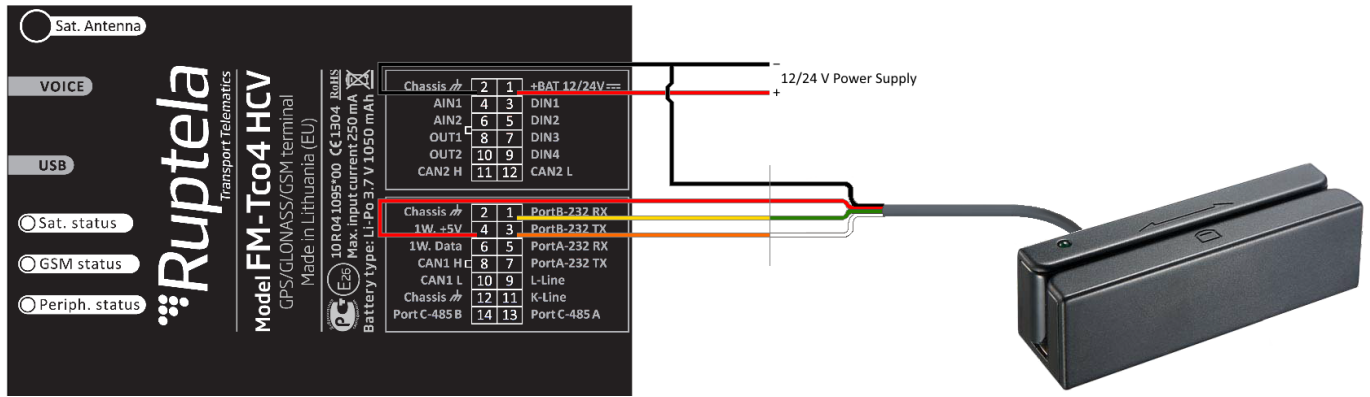 Sat. Antenna
VOICE
USB
Sat. status
GSM status
Periph. status
Ruptela
Transport Telematics
Model FM-Tco4 HCV
GPS/GLONASS/GSM terminal
Made in Lithuania (EU)
PCT
E26
10R041095*00 CE1304 RoHS
Max. input current 250 mA
Battery type: Li-Po 3.7 V 1050 mAh
Chassis 2 1 +BAT 12/24V
AIN1 4 3 DIN1
AIN2 6 5 DIN2
OUT1 8 7 DIN3
OUT2 10 9 DIN4
CAN2 H 11 12 CAN2 L
Chassis 2 1 PortB-232 RX
1W. +5V 4 3 PortB-232 TX
1W. Data 6 5 PortA-232 RX
CAN1 H 8 7 PortA-232 TX
CAN1 L 10 9 L-Line
Chassis 12 11 K-Line
Port C-485 B 14 13 Port C-485 A
–
12/24 V Power Supply
+